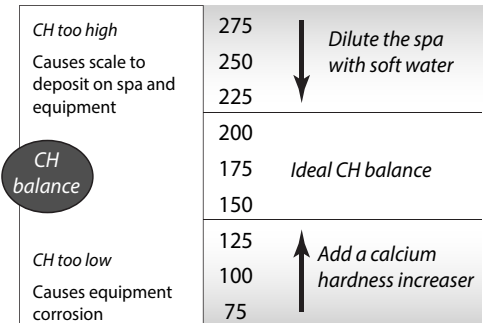 CH too high
Causes scale to
deposit on spa and
equipment
275
250
225
Dilute the spa
with soft water
CH
balance
200
175
150
Ideal CH balance
CH too low
Causes equipment
corrosion
125
100
75
Add a calcium
hardness increaser